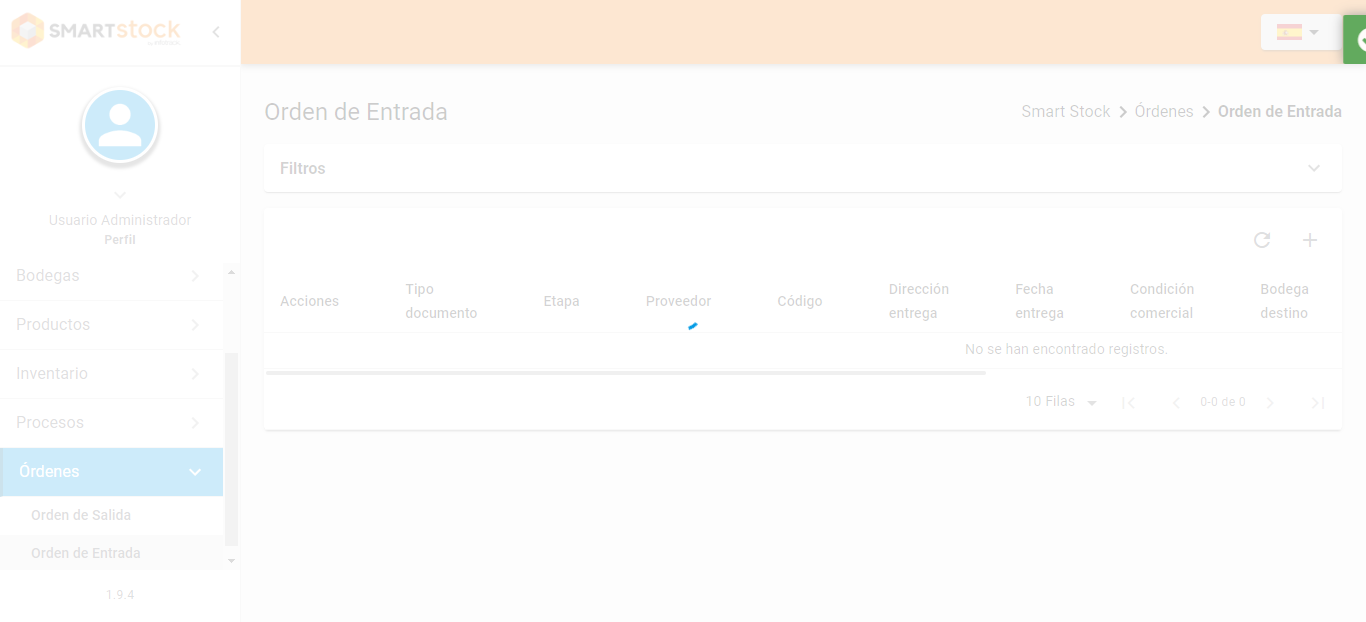 SMARTstock
Usuario Administrador
Perfil
Bodegas
Productos
Inventario
Procesos
Órdenes
Orden de Salida
Orden de Entrada
1.9.4
Orden de Entrada
Smart Stock > Órdenes > Orden de Entrada
Filtros
Acciones
Tipo
documento
Etapa
Proveedor
Código
Dirección
entrega
Fecha
entrega
Condición
comercial
Bodega
destino
No se han encontrado registros.
10 Filas
0-0 de 0